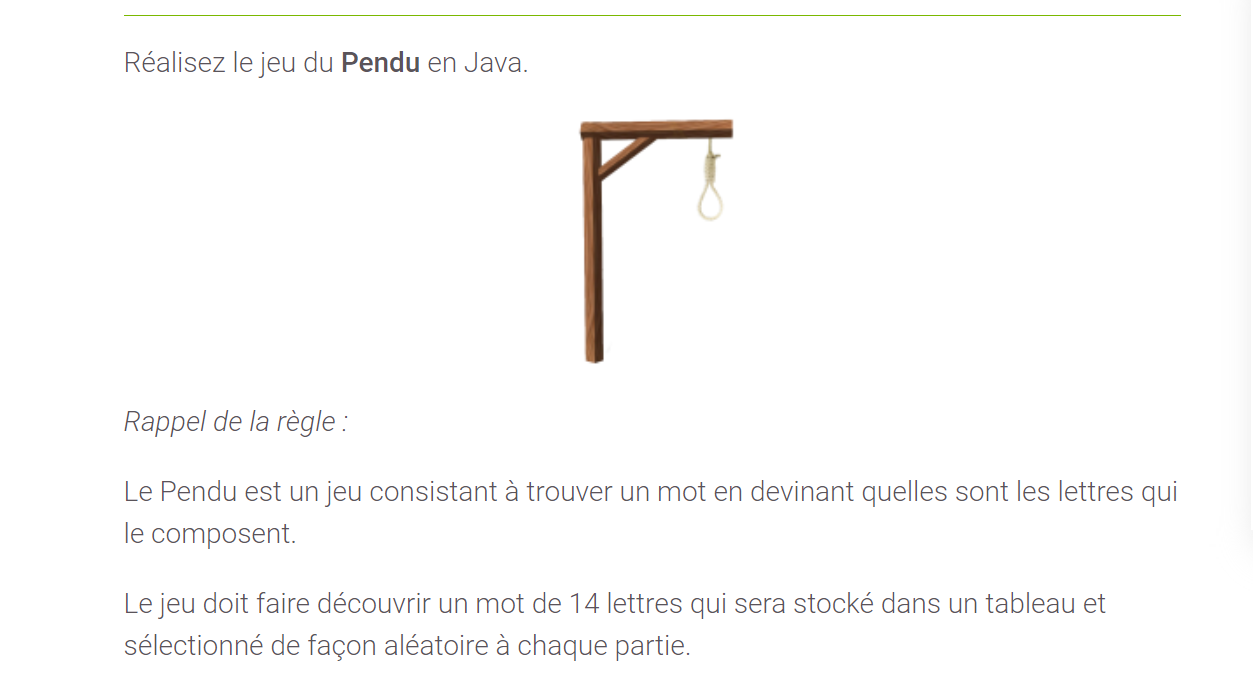 Réalisez le jeu du Pendu en Java.
Rappel de la règle :
Le Pendu est un jeu consistant à trouver un mot en devinant quelles sont les lettres qui
le composent.
Le jeu doit faire découvrir un mot de 14 lettres qui sera stocké dans un tableau et
sélectionné de façon aléatoire à chaque partie.